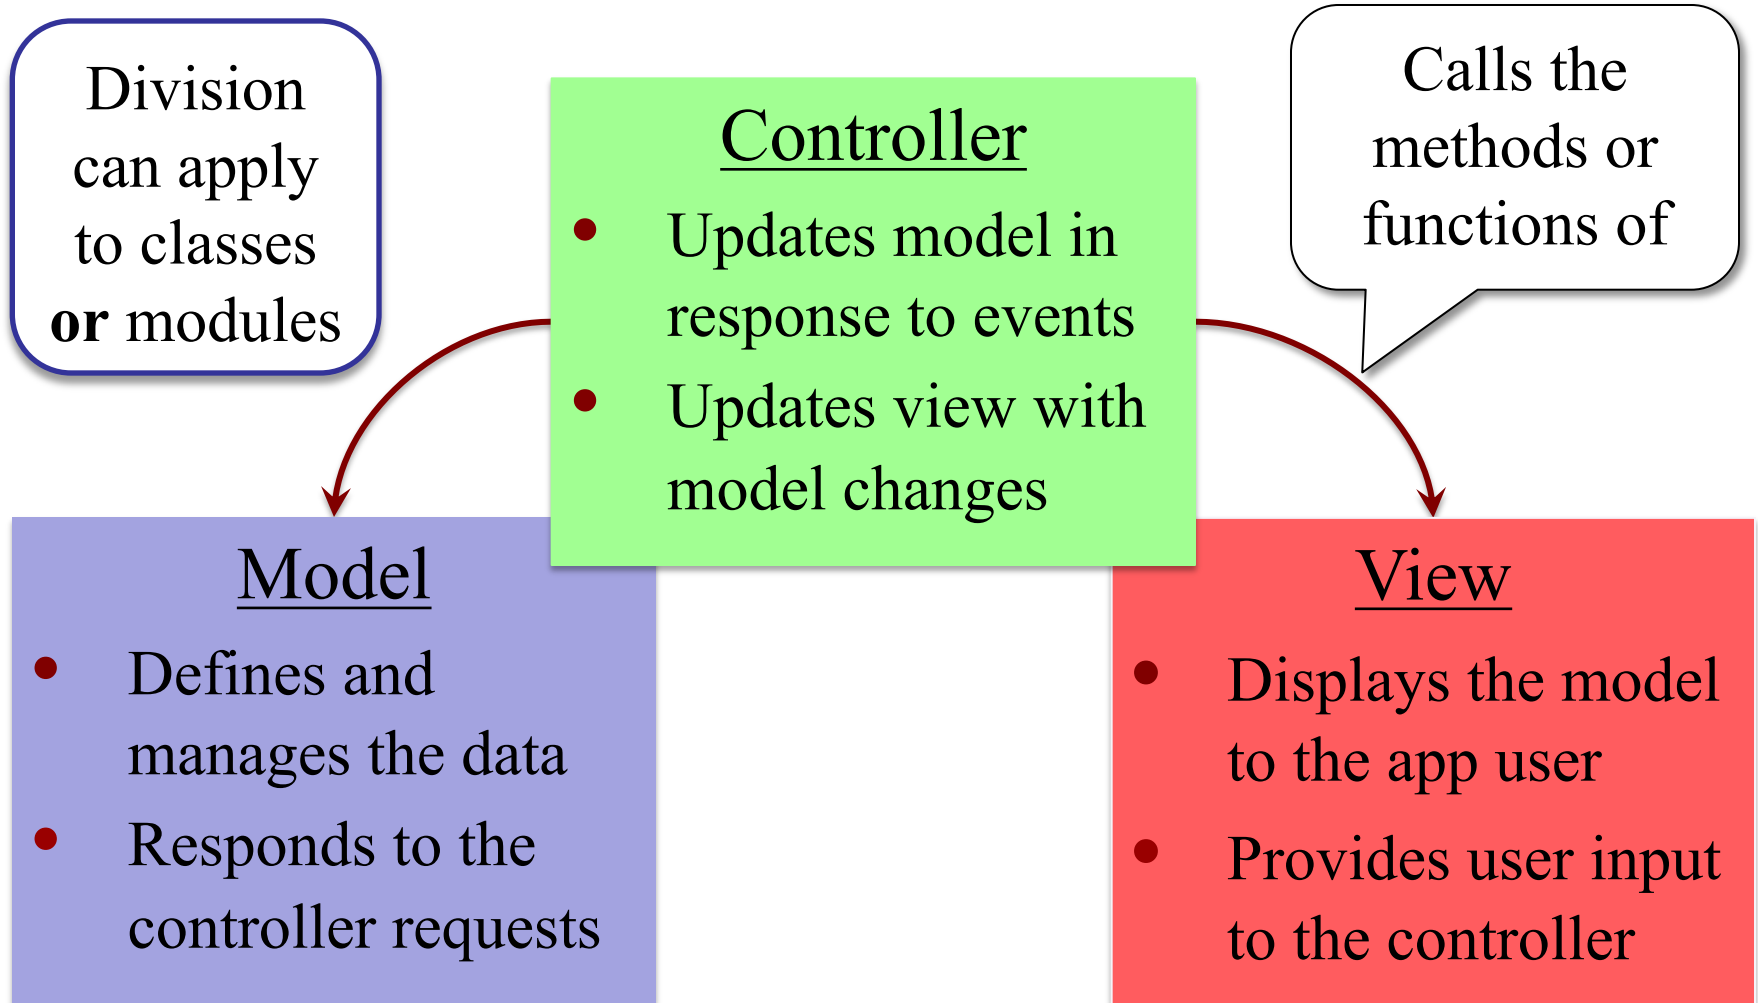 Division
can apply
to classes
or modules
Controller
• Updates model in
response to events
• Updates view with
model changes
Calls the
methods or
functions of
Model
• Defines and
manages the data
• Responds to the
controller requests
View
• Displays the model
to the app user
• Provides user input
to the controller